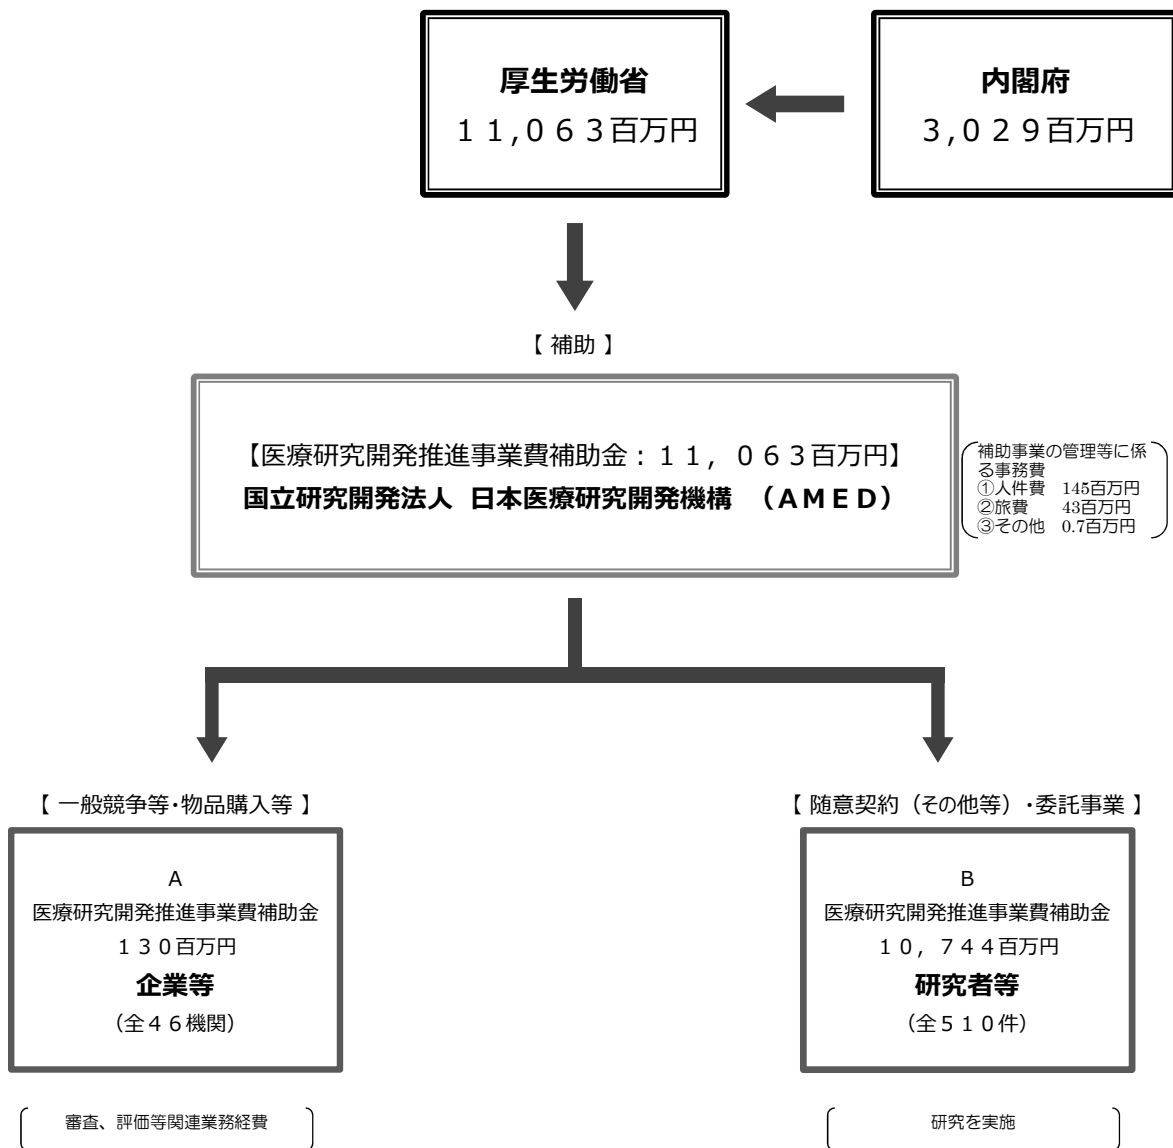 厚生労働省
１１,０６３百万円
内閣府
３,０２９百万円
【 補助 】
【医療研究開発推進事業費補助金：１１，０６３百万円】
国立研究開発法人 日本医療研究開発機構 （ＡＭＥＤ）
補助事業の管理等に係
る事務費
①人件費 145百万円
②旅費 43百万円
③その他 0.7百万円
【 一般競争等・物品購入等 】
A
医療研究開発推進事業費補助金
１３０百万円
企業等
（全４６機関）
審査、評価等関連業務経費
【 随意契約（その他等）・委託事業 】
B
医療研究開発推進事業費補助金
１０，７４４百万円
研究者等
（全５１０件）
研究を実施